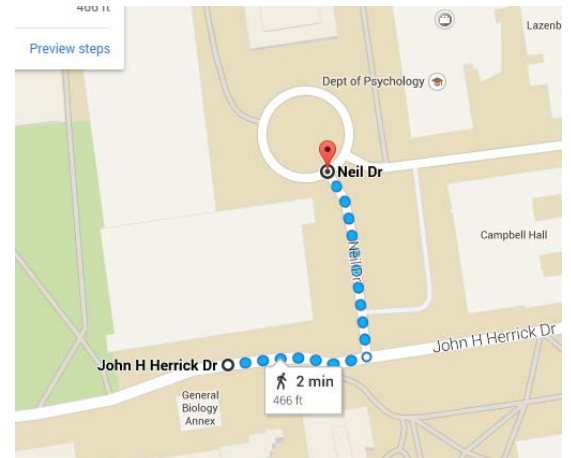 466 ft
Preview steps
Lazenb
Dept of Psychology
Neil Dr
Neil Dr
Campbell Hall
John H Herrick Dr
John H Herrick Dr
2 min
466 ft
General
Biology
Annex